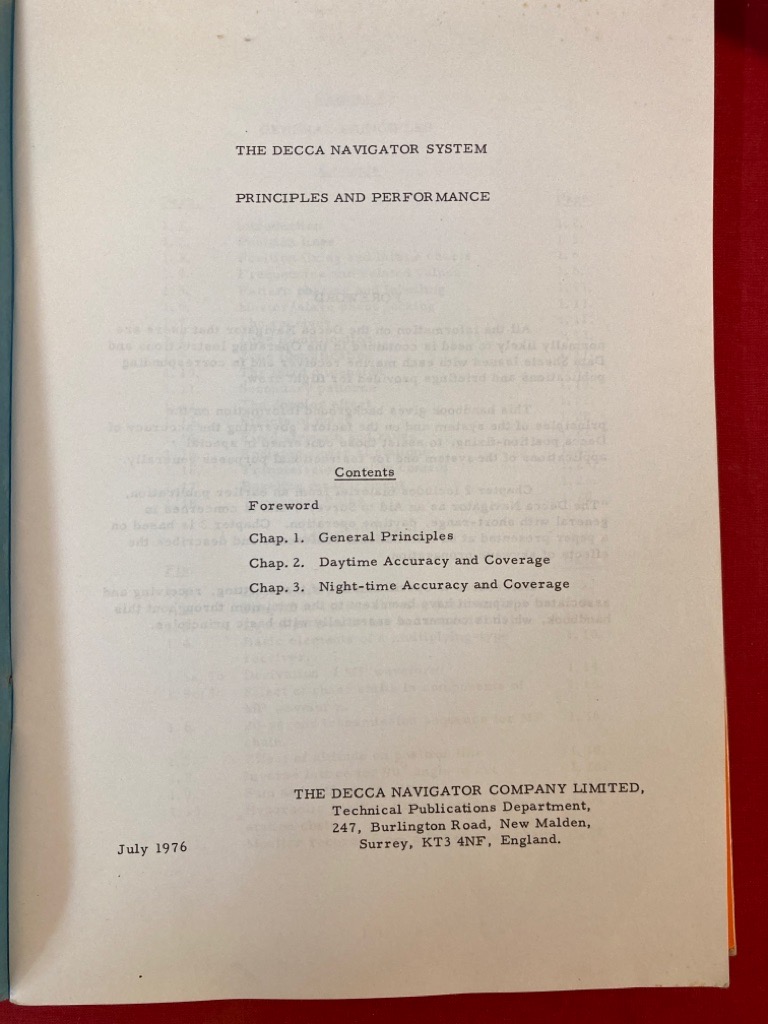 THE DECCA NAVIGATOR SYSTEM
PRINCIPLES AND PERFORMANCE
Contents
Foreword
Chap. 1. General Principles
Chap. 2. Daytime Accuracy and Coverage
Chap. 3. Night-time Accuracy and Coverage
THE DECCA NAVIGATOR COMPANY LIMITED,
Technical Publications Department,
247, Burlington Road, New Malden,
Surrey, KT3 4NF, England.
July 1976